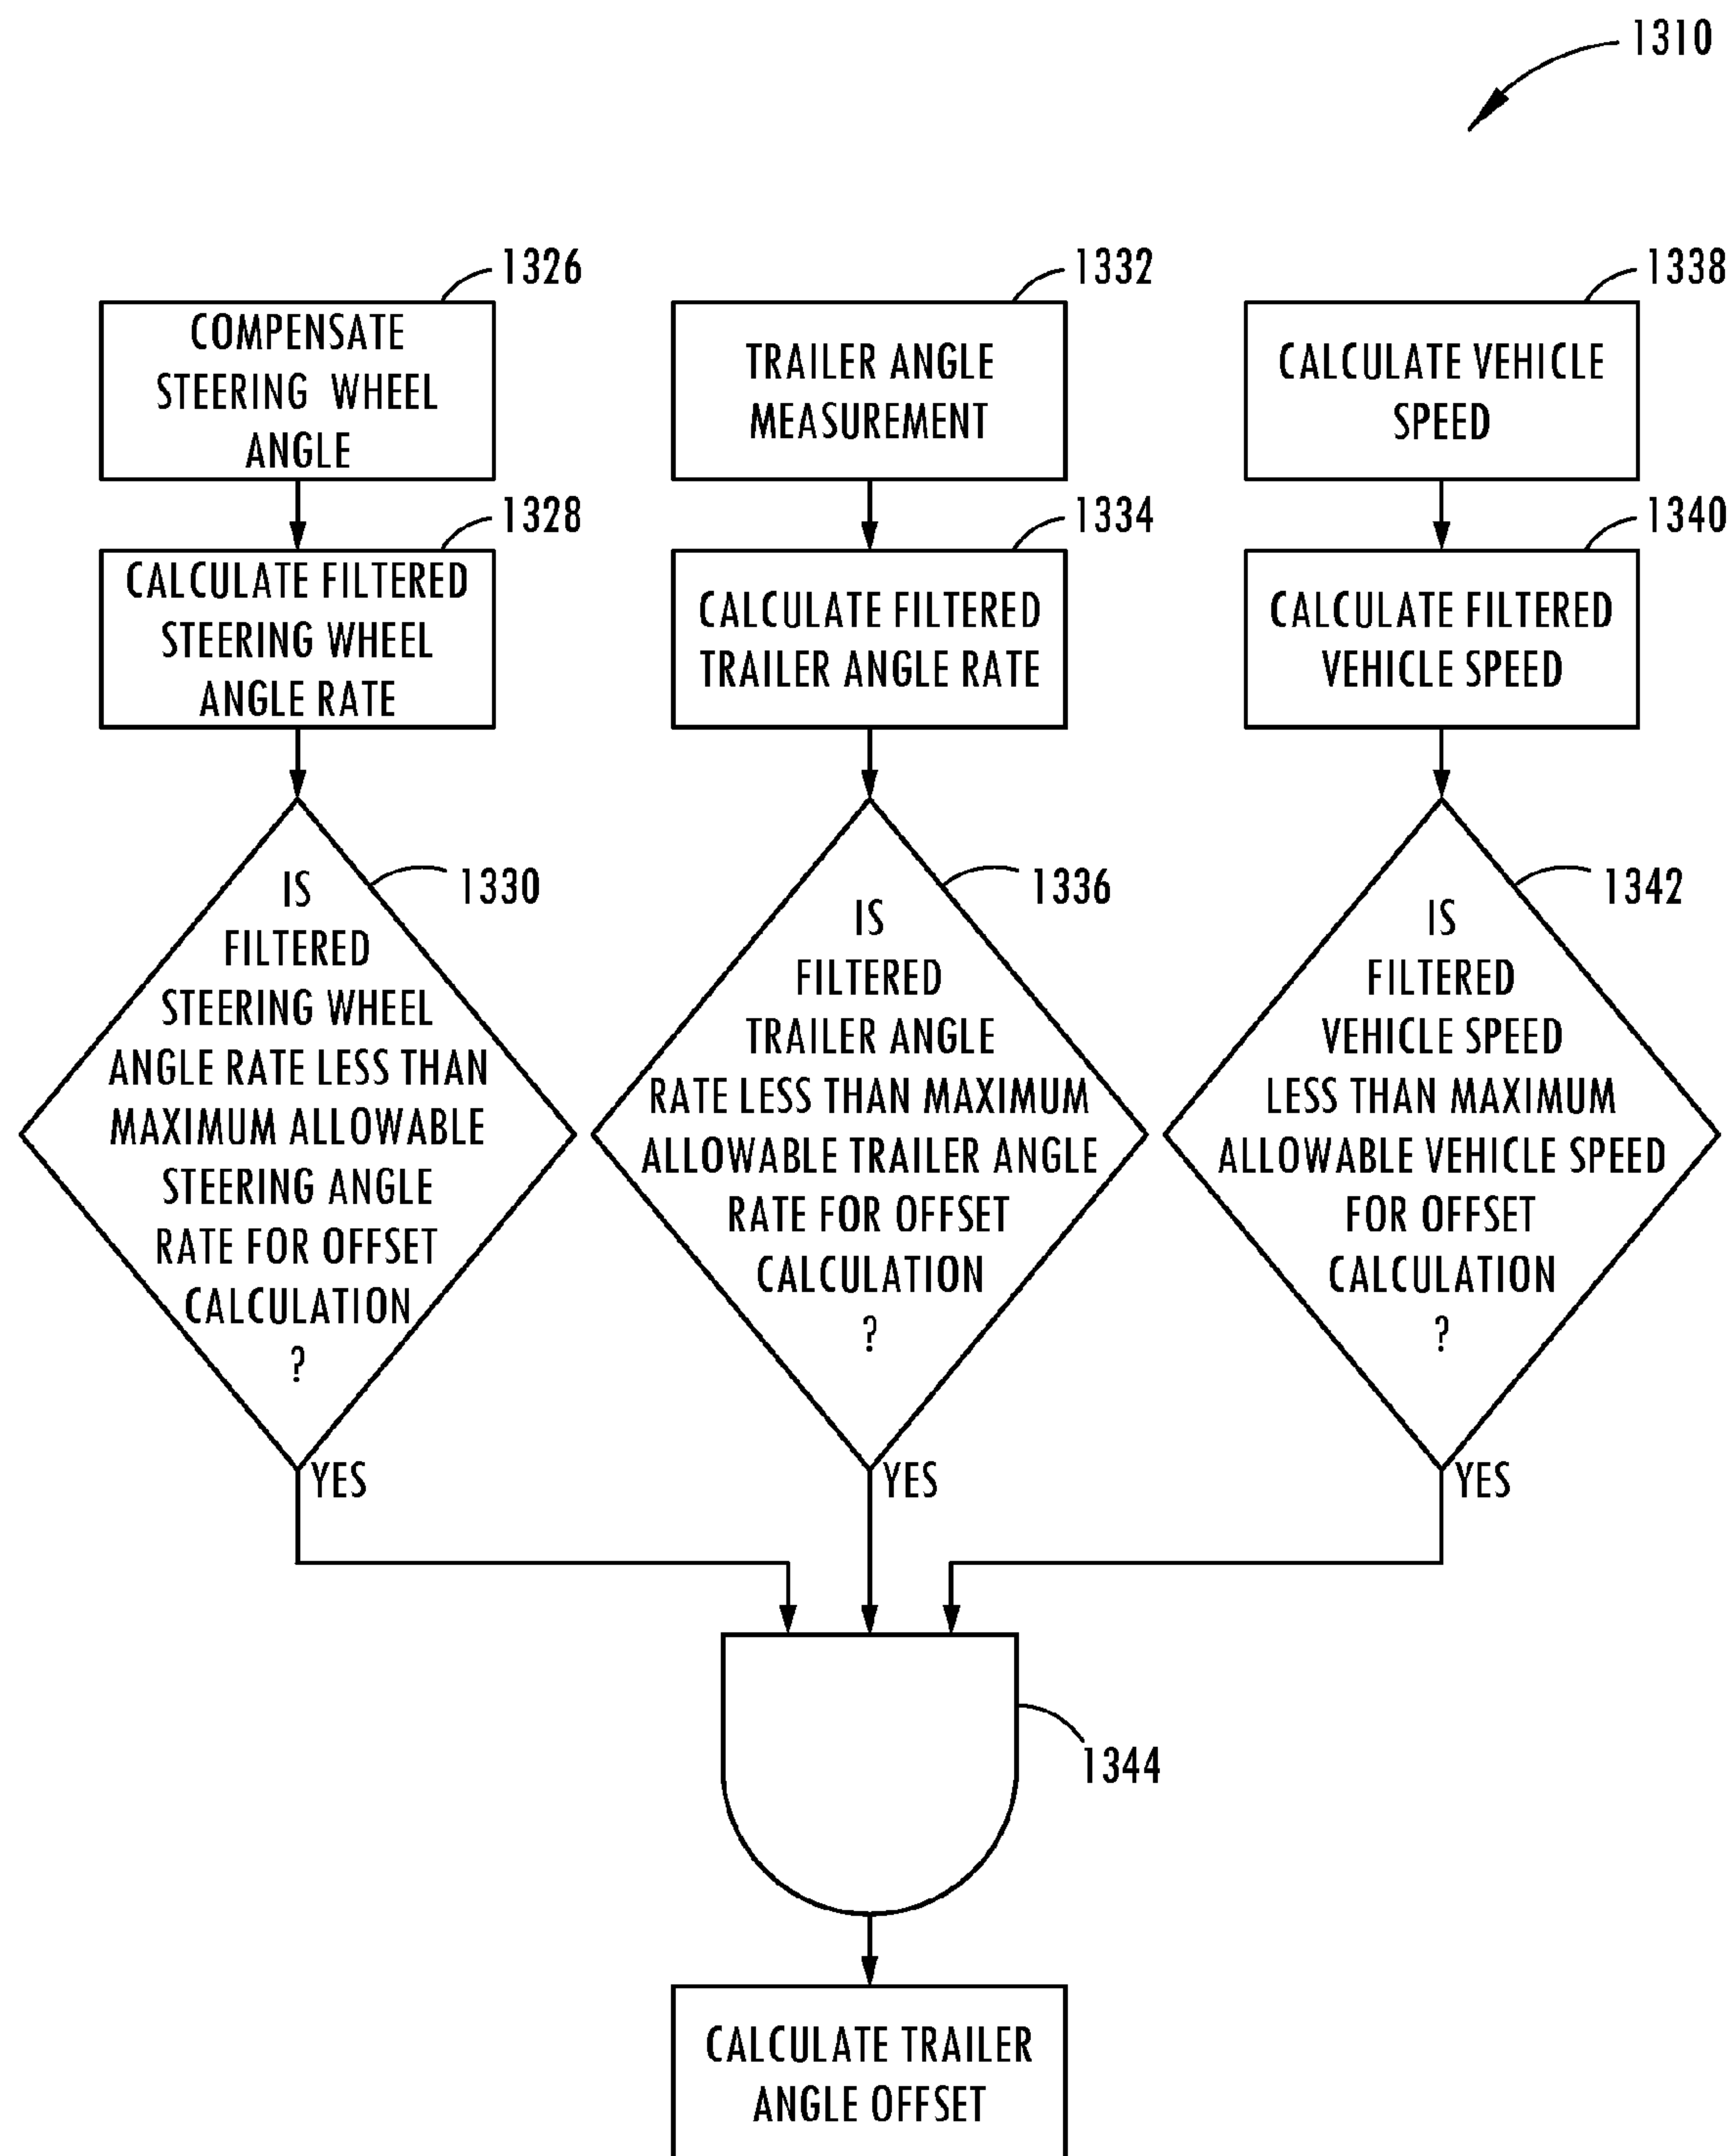 1310
1326
COMPENSATE
STEERING WHEEL
ANGLE
1328
CALCULATE FILTERED
STEERING WHEEL
ANGLE RATE
1330
IS
FILTERED
STEERING WHEEL
ANGLE RATE LESS THAN
MAXIMUM ALLOWABLE
STEERING ANGLE
RATE FOR OFFSET
CALCULATION
?
YES
1332
TRAILER ANGLE
MEASUREMENT
1334
CALCULATE FILTERED
TRAILER ANGLE RATE
1336
IS
FILTERED
TRAILER ANGLE
RATE LESS THAN MAXIMUM
ALLOWABLE TRAILER ANGLE
RATE FOR OFFSET
CALCULATION
?
YES
1338
CALCULATE VEHICLE
SPEED
1340
CALCULATE FILTERED
VEHICLE SPEED
1342
IS
FILTERED
VEHICLE SPEED
LESS THAN MAXIMUM
ALLOWABLE VEHICLE SPEED
FOR OFFSET
CALCULATION
?
YES
1344
CALCULATE TRAILER
ANGLE OFFSET